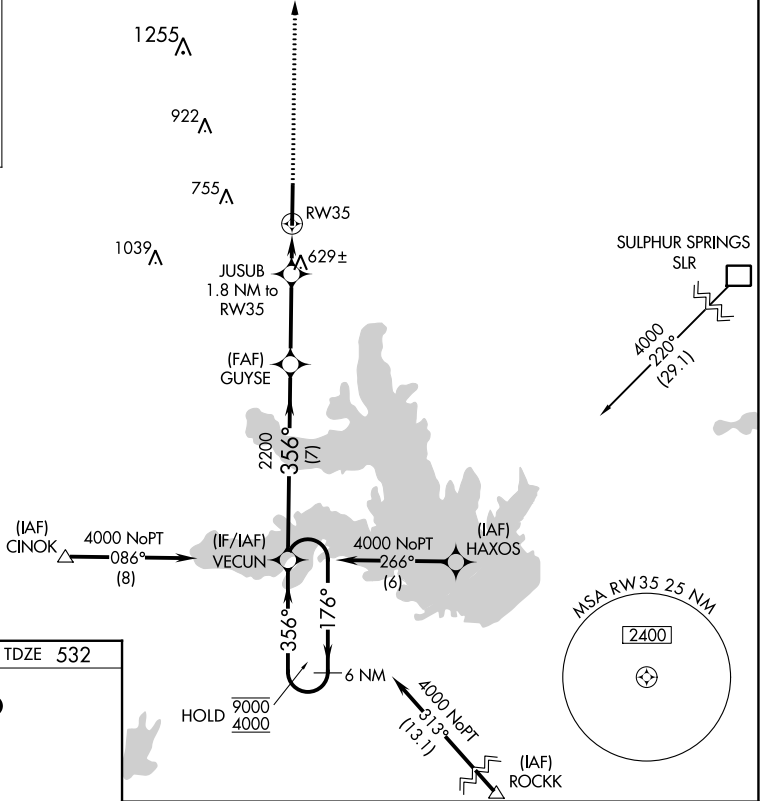 1255
922
755
1039
RW35
629±
JUSUB
1.8 NM to
RW35
SULPHUR SPRINGS
SLR
4000
220°
(29.1)
(FAF)
GUYSE
2200
356°
(7)
(IAF)
CINOK
4000 NoPT
086°
(8)
(IF/IAF)
VECUN
4000 NoPT
266°
(6)
(IAF)
HAXOS
356°
176°
6 NM
HOLD
9000
4000
4000 NoPT
313°
(13.1)
(IAF)
ROCKK
MSA RW35 25 NM
2400
TDZE 532